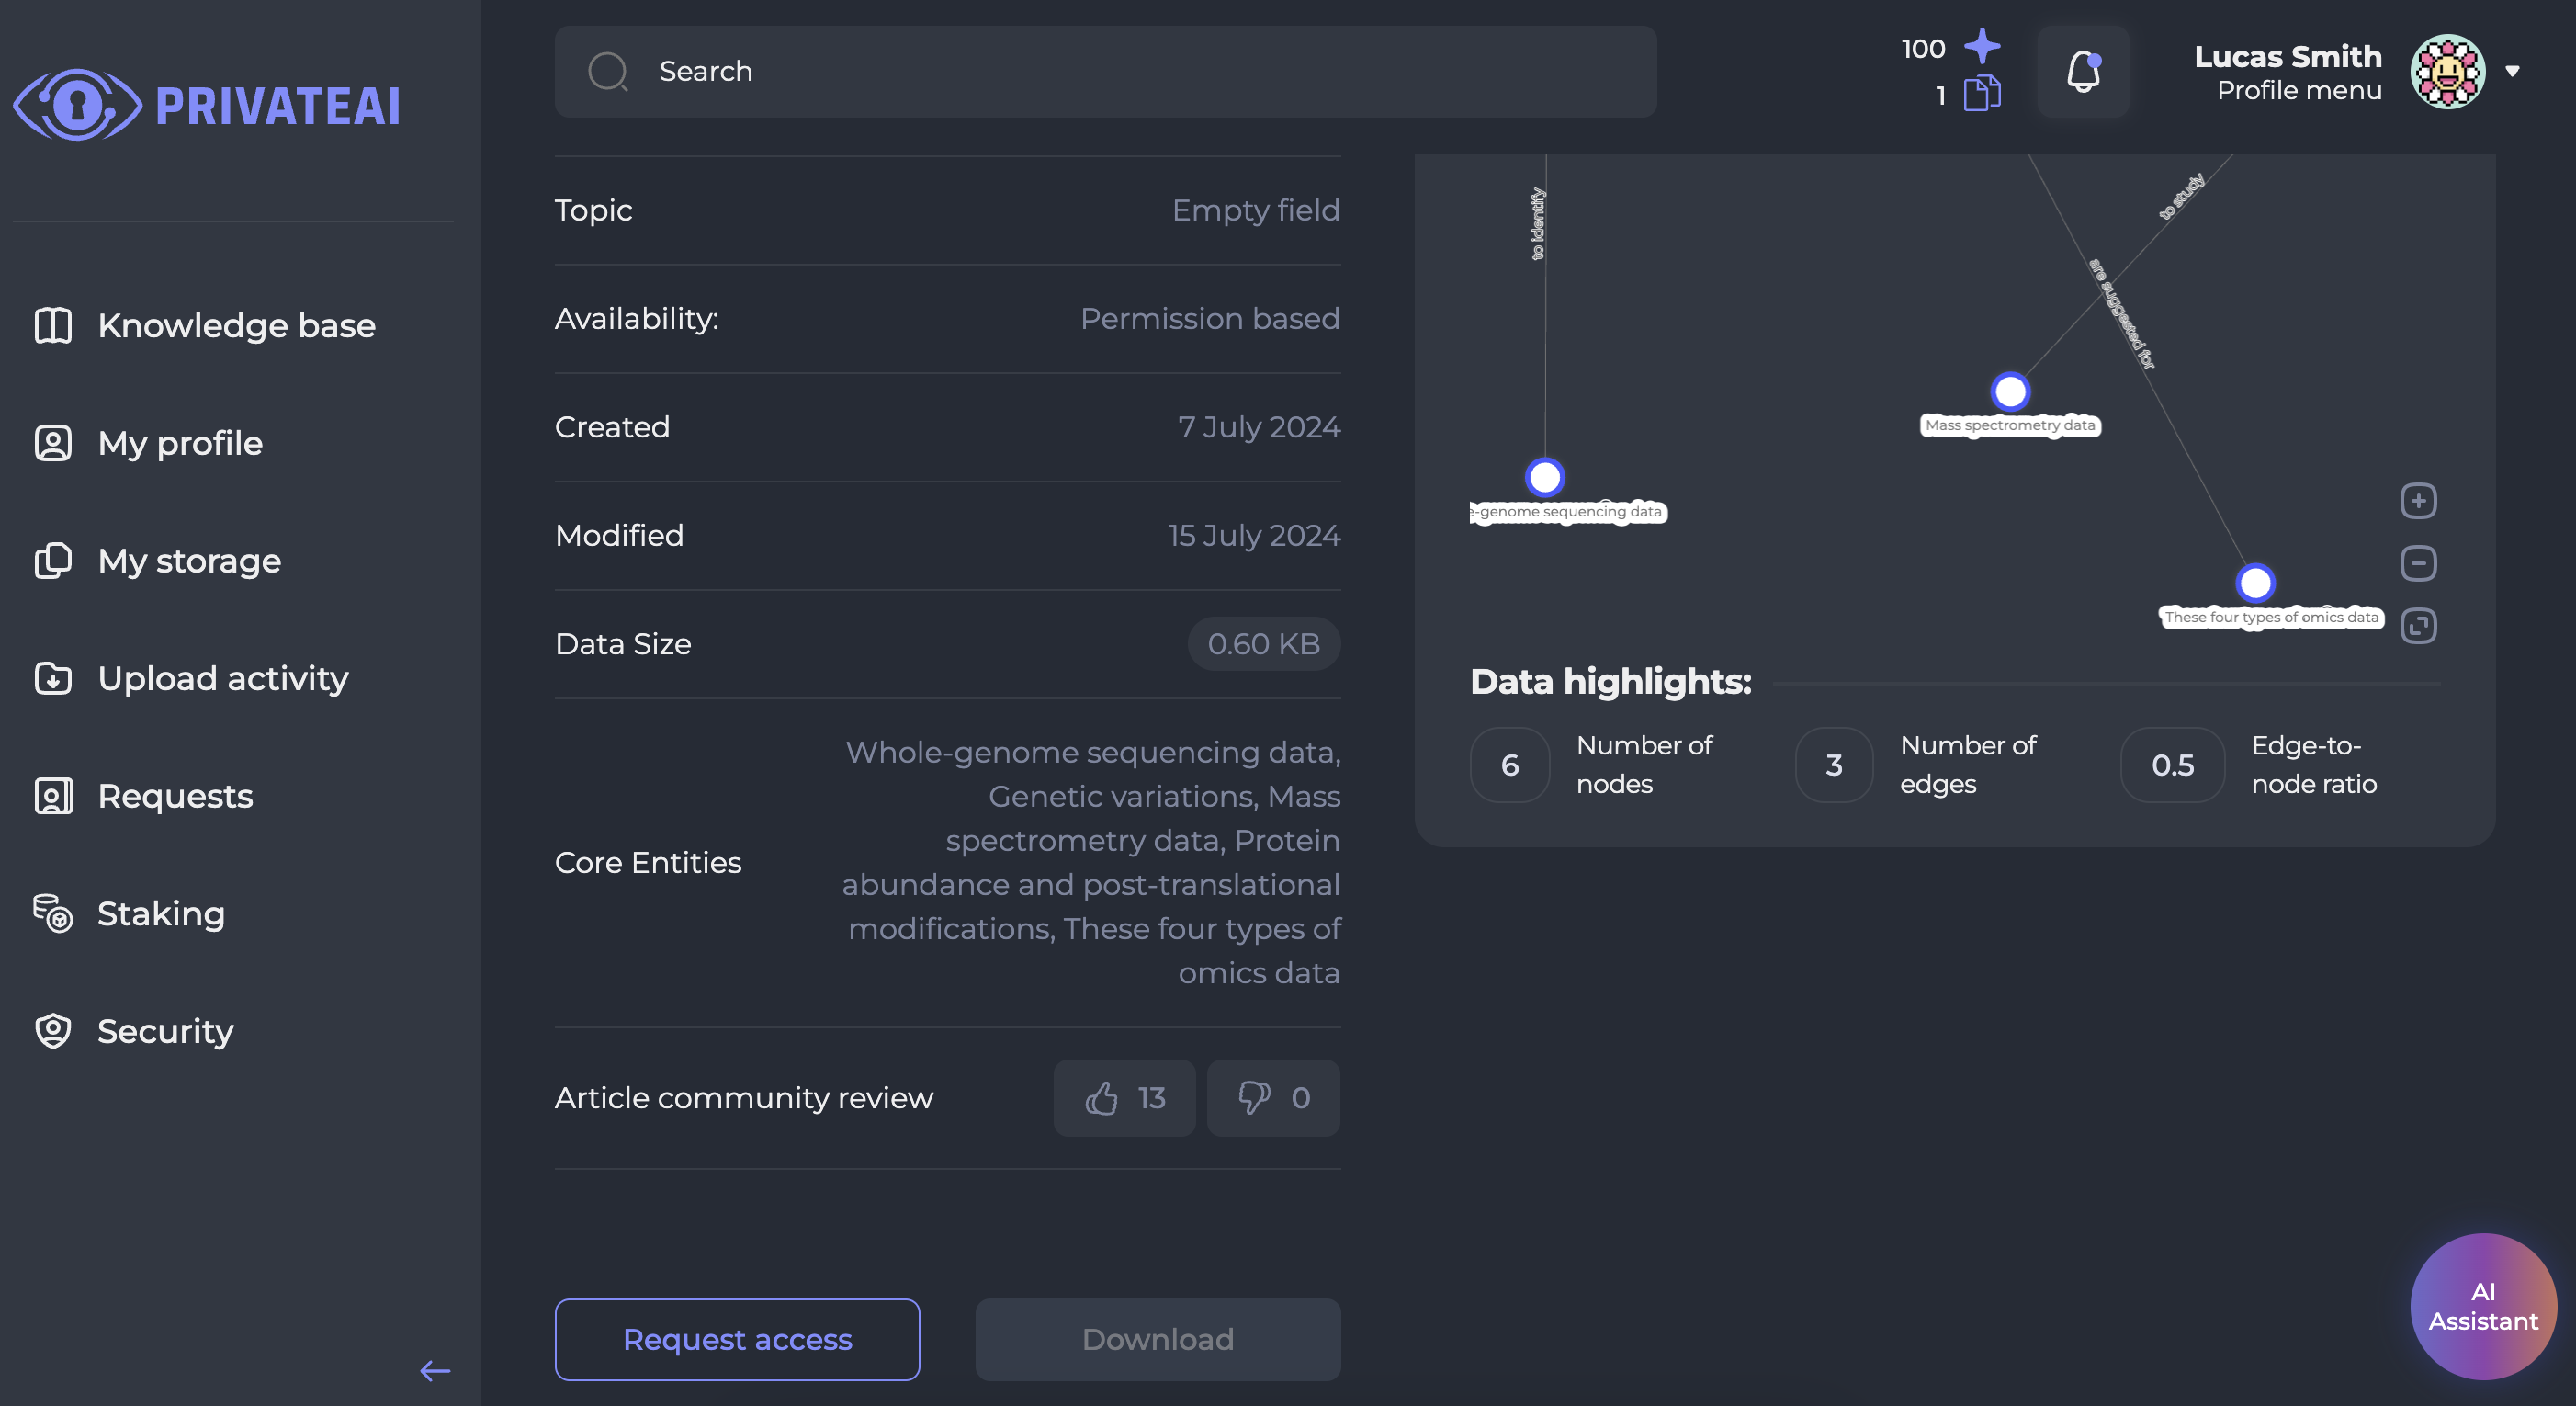 PRIVATEAI
Knowledge base
My profile
My storage
Upload activity
Requests
Staking
Security
Search
100
1
Lucas Smith
Profile menu
Topic
Empty field
Availability:
Permission based
Created
7 July 2024
Modified
15 July 2024
Data Size
0.60 KB
Core Entities
Whole-genome sequencing data,
Genetic variations, Mass
spectrometry data, Protein
abundance and post-translational
modifications, These four types of
omics data
Article community review
13
0
Request access
Download
to identify
to study
are suggested for
Mass spectrometry data
e-genome sequencing data
These four types of omics data
Data highlights:
6
Number of
nodes
3
Number of
edges
0.5
Edge-to-
node ratio
AI
Assistant